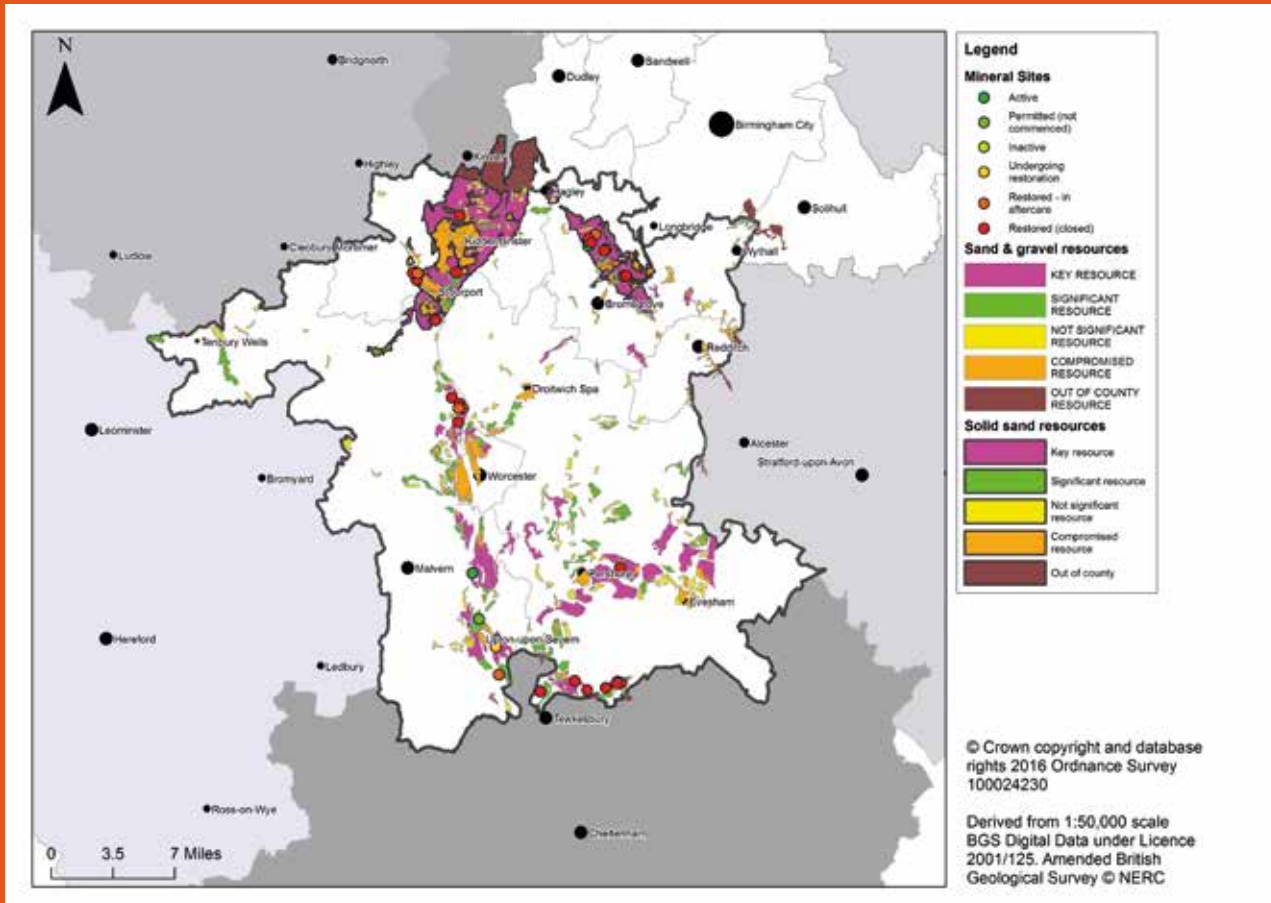 N
Bridgnorth
Dudley
Sandwell
Birmingham City
Highley
Kinver
Hagley
Solihull
Longbridge
Wythall
Cleobury Mortimer
Kidderminster
Ludlow
Bromsgrove
Tenbury Wells
Redditch
Droitwich Spa
Leominster
Alcester
Stratford-upon-Avon
Bromyard
Worcester
Malvern
Pershore
Evesham
Hereford
Upton-upon-Severn
Ledbury
Tewkesbury
Ross-on-Wye
Cheltenham
0 3.5 7 Miles
Legend
Mineral Sites
Active
Permitted (not
commenced)
Inactive
Undergoing
restoration
Restored - in
aftercare
Restored (closed)
Sand & gravel resources
KEY RESOURCE
SIGNIFICANT
RESOURCE
NOT SIGNIFICANT
RESOURCE
COMPROMISED
RESOURCE
OUT OF COUNTY
RESOURCE
Solid sand resources
Key resource
Significant resource
Not significant
resource
Compromised
resource
Out of county
© Crown copyright and database
rights 2016 Ordnance Survey
100024230
Derived from 1:50,000 scale
BGS Digital Data under Licence
2001/125. Amended British
Geological Survey © NERC